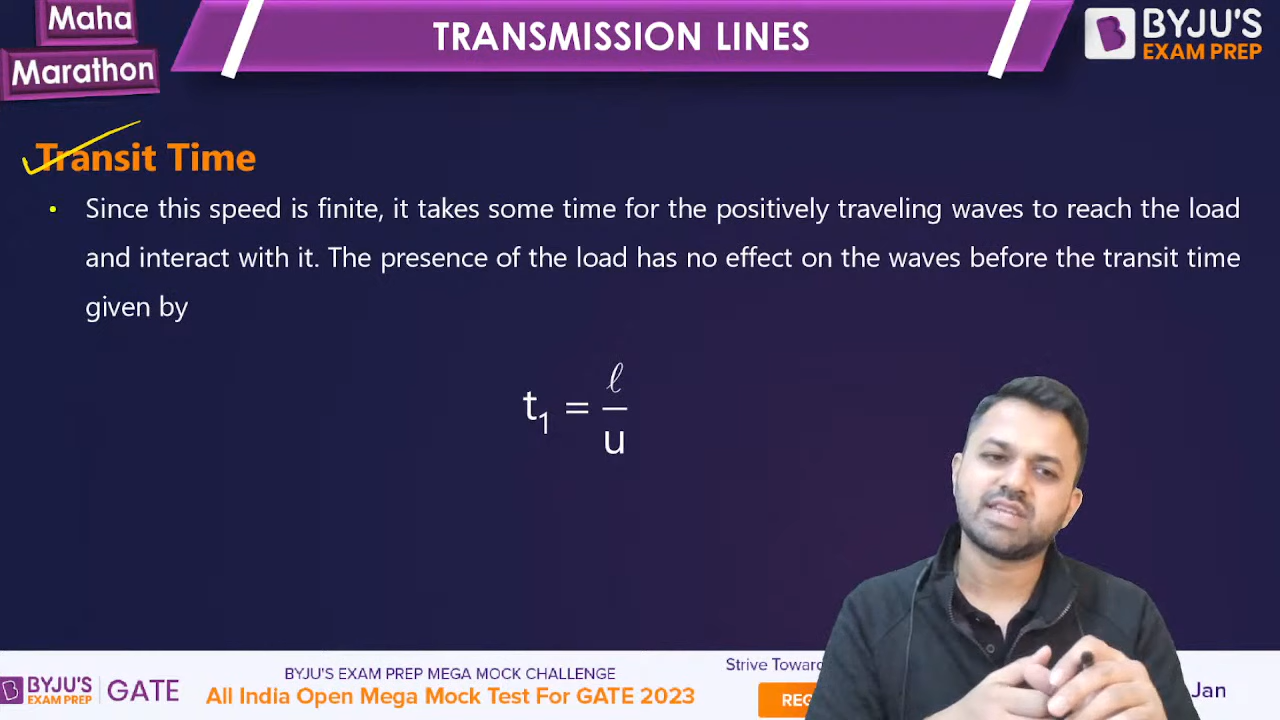 Maha
Marathon
TRANSMISSION LINES
BYJU'S
EXAM PREP
Transit Time
• Since this speed is finite, it takes some time for the positively traveling waves to reach the load
and interact with it. The presence of the load has no effect on the waves before the transit time
given by
t₁ = ℓ/u
BYJU'S
EXAM PREP
GATE
BYJU'S EXAM PREP MEGA MOCK CHALLENGE
All India Open Mega Mock Test For GATE 2023
Strive Towar
REG
Jan